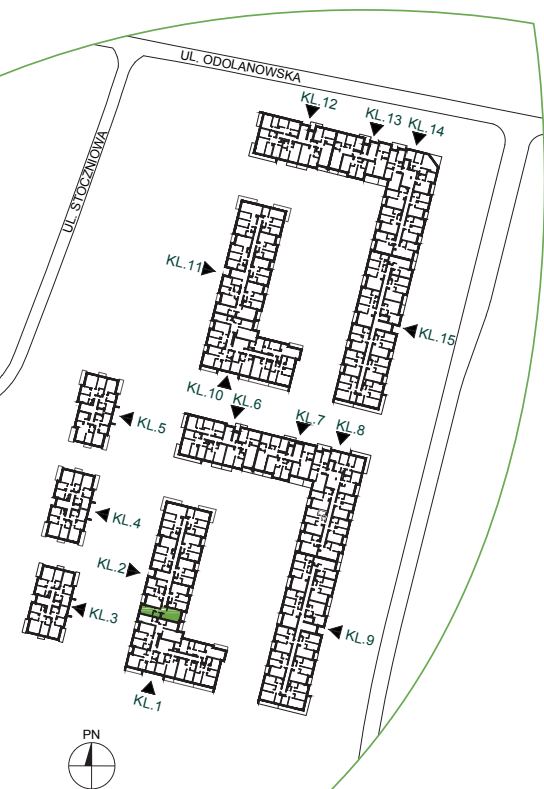 UL. ODOLANOWSKA
UL. STOCZNIOWA
KL.12
KL.13
KL.14
KL.11
KL.15
KL.10
KL.6
KL.7
KL.8
KL.5
KL.4
KL.2
KL.3
KL.9
KL.1
PN